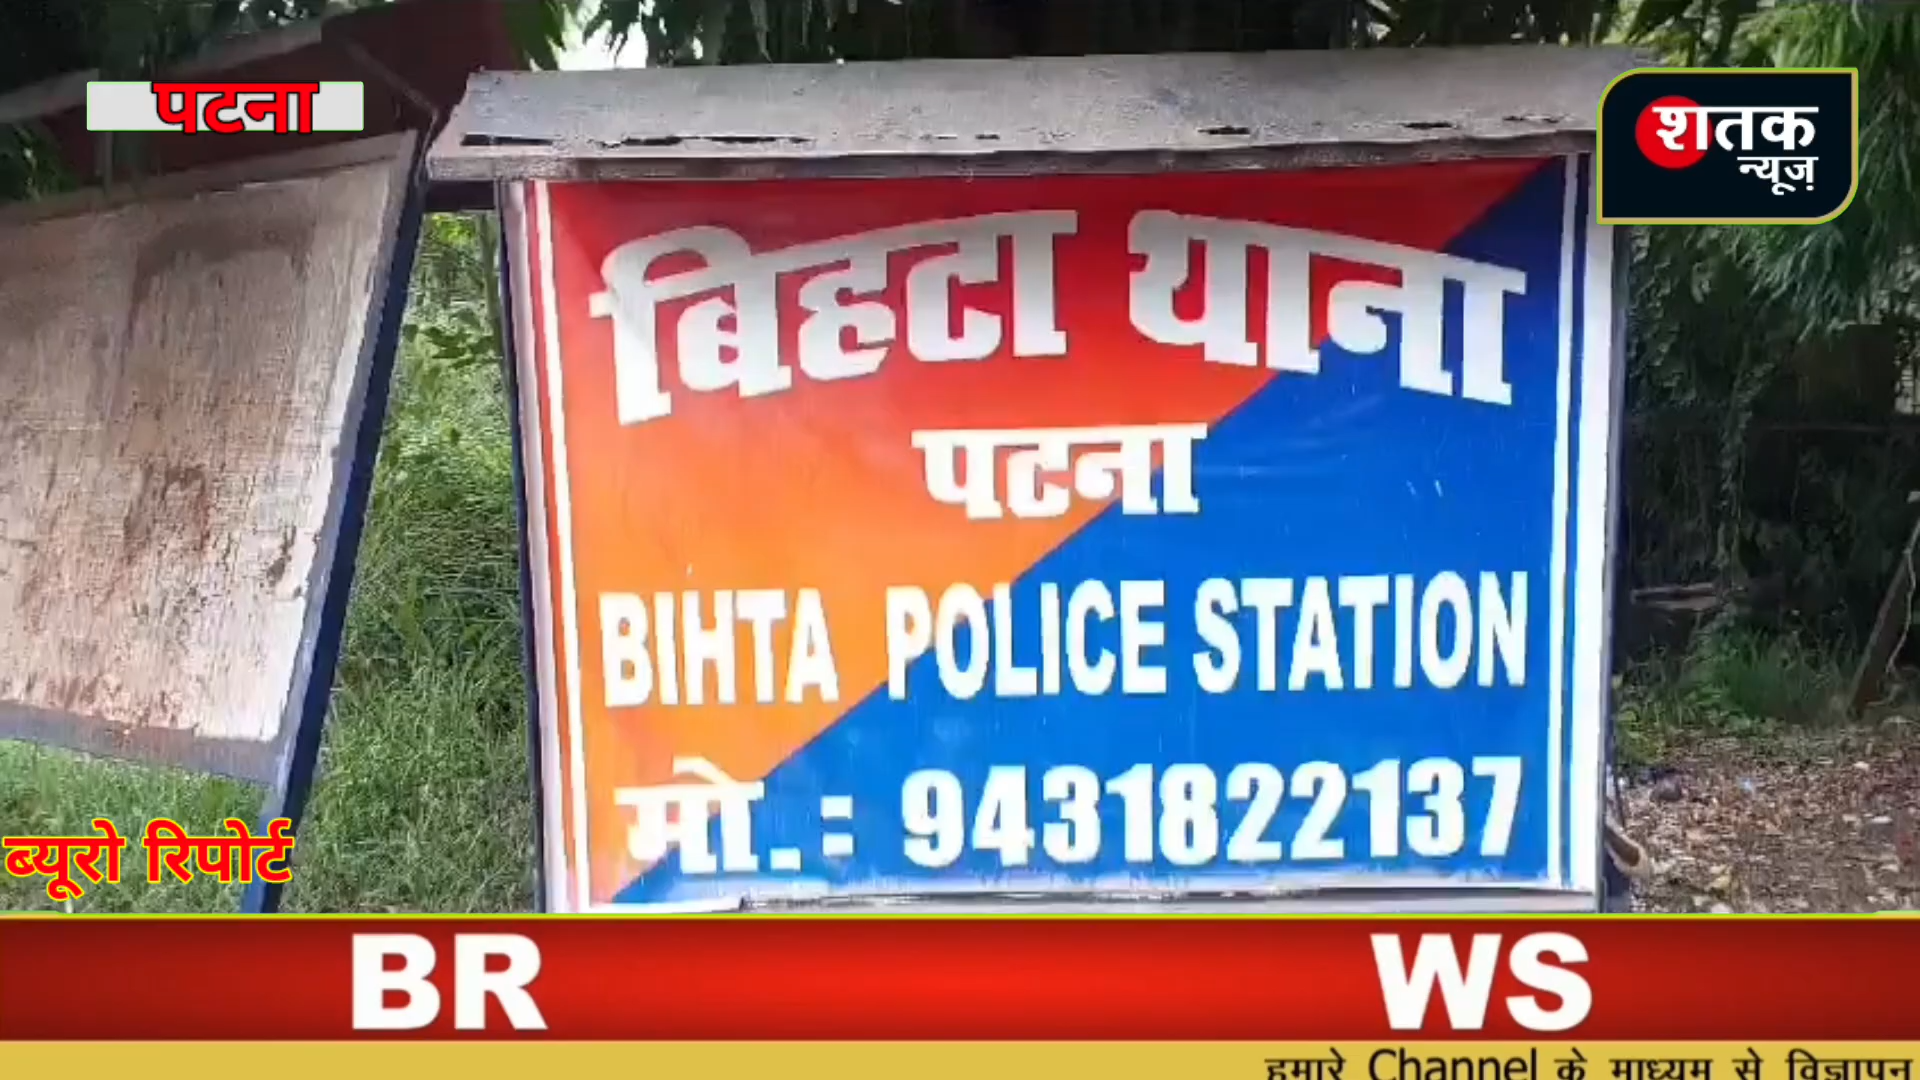 पटना
शतक
न्यूज़
बिहटा थाना
पटना
BIHTA POLICE STATION
मो. : 9431822137
ब्यूरो रिपोर्ट
BR WS
हमारे Channel के माध्यम से विज्ञापन